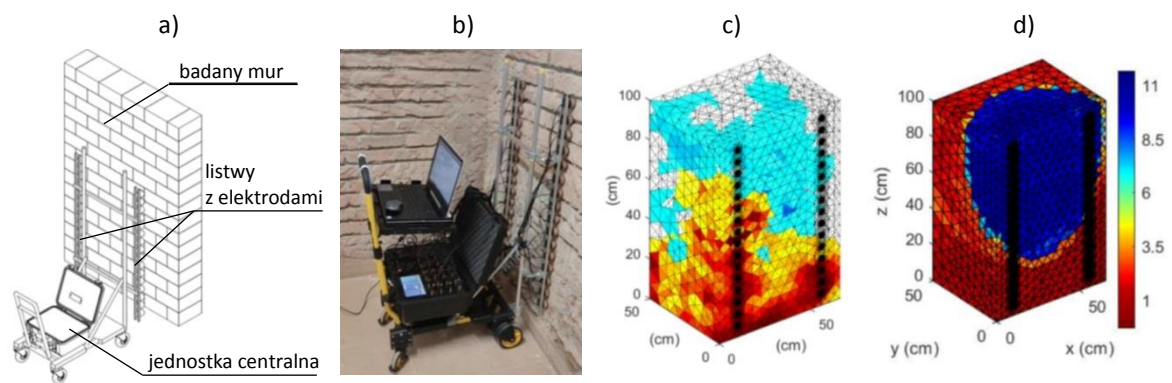 a)
b)
c)
d)
badany mur
listwy
z elektrodami
jednostka centralna
100
80
60
40
20
0
50
0
0
50
(cm)
(cm)
(cm)
100
80
60
40
20
0
50
0
0
50
z (cm)
y (cm)
x (cm)
11
8.5
6
3.5
1